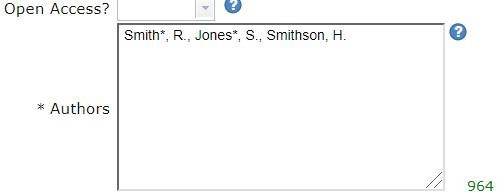 Open Access? ?
Smith*, R., Jones*, S., Smithson, H. ?
* Authors
964